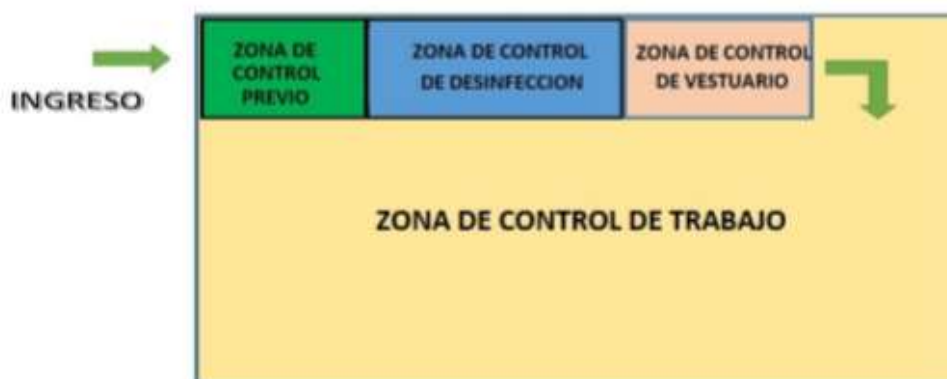 INGRESO
ZONA DE
CONTROL
PREVIO
ZONA DE CONTROL
DE DESINFECCION
ZONA DE CONTROL
DE VESTUARIO
ZONA DE CONTROL DE TRABAJO